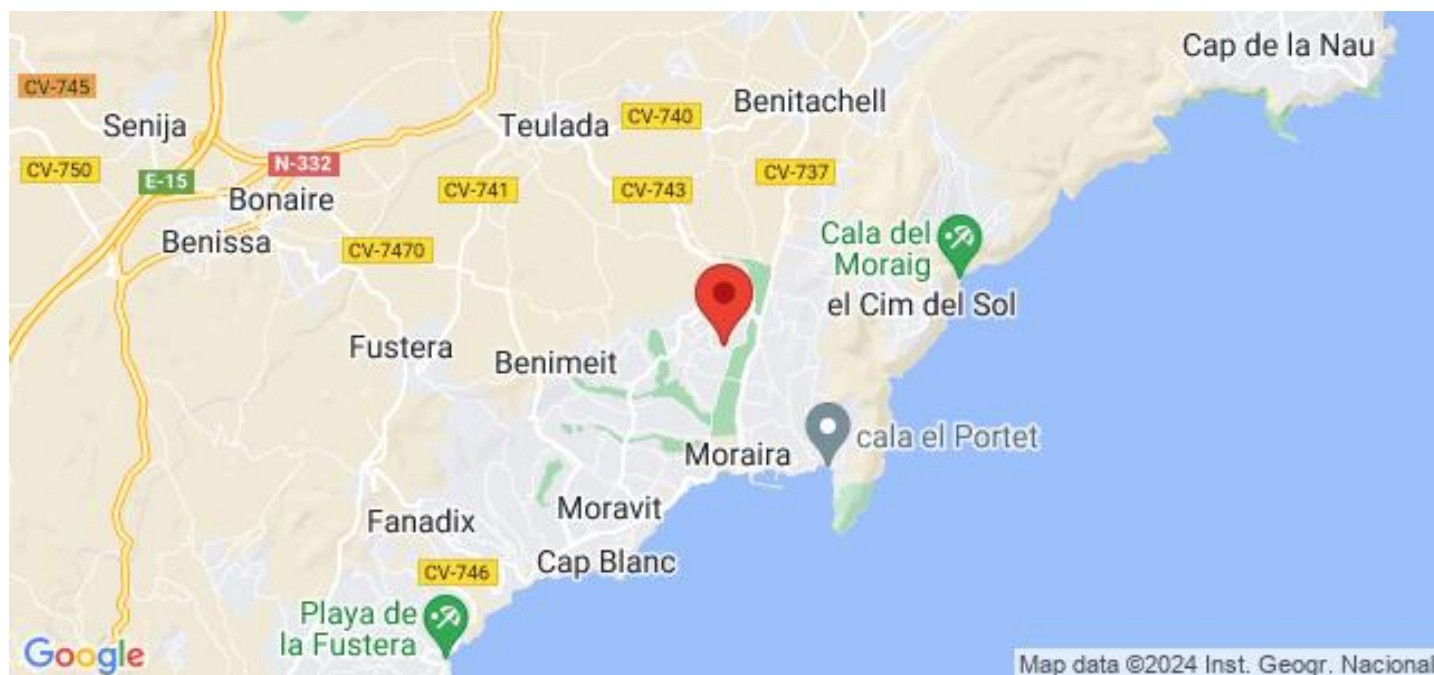 Cap de la Nau
CV-745
Benitachell
Senija
Teulada
CV-740
N-332
CV-750
E-15
CV-741
CV-743
CV-737
Bonaire
Benissa
CV-7470
Cala del
Moraig
el Cim del Sol
Fustera
Benimeit
cala el Portet
Moraira
Moravit
Fanadix
Cap Blanc
CV-746
Playa de
la Fustera
Google
Map data ©2024 Inst. Geogr. Nacional